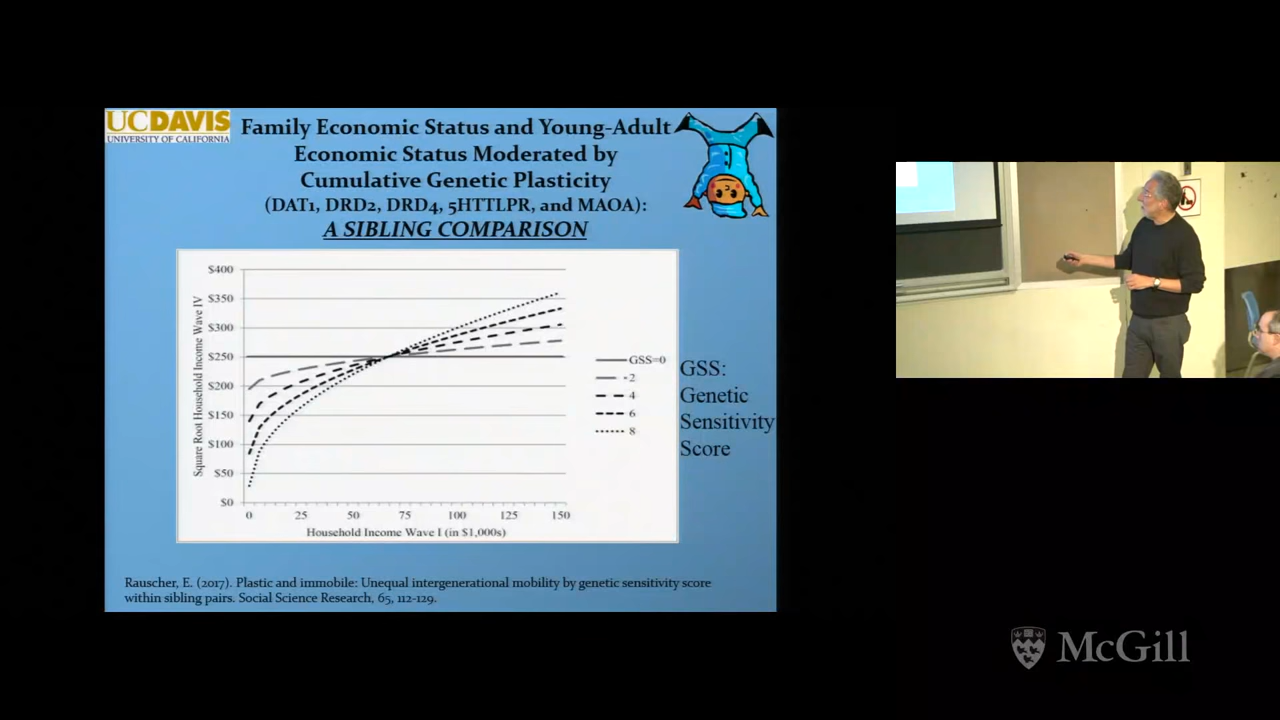 UCDAVIS
UNIVERSITY OF CALIFORNIA
Family Economic Status and Young-Adult
Economic Status Moderated by
Cumulative Genetic Plasticity
(DAT1, DRD2, DRD4, 5HTTLPR, and MAOA):
A SIBLING COMPARISON
Square Root Household Income Wave IV
$400
$350
$300
$250
$200
$150
$100
$50
$0
0 25 50 75 100 125 150
Household Income Wave I (in $1,000s)
GSS=0
2
4
6
8
GSS:
Genetic
Sensitivity
Score
Rauscher, E. (2017). Plastic and immobile: Unequal intergenerational mobility by genetic sensitivity score
within sibling pairs. Social Science Research, 65, 112-129.
McGill